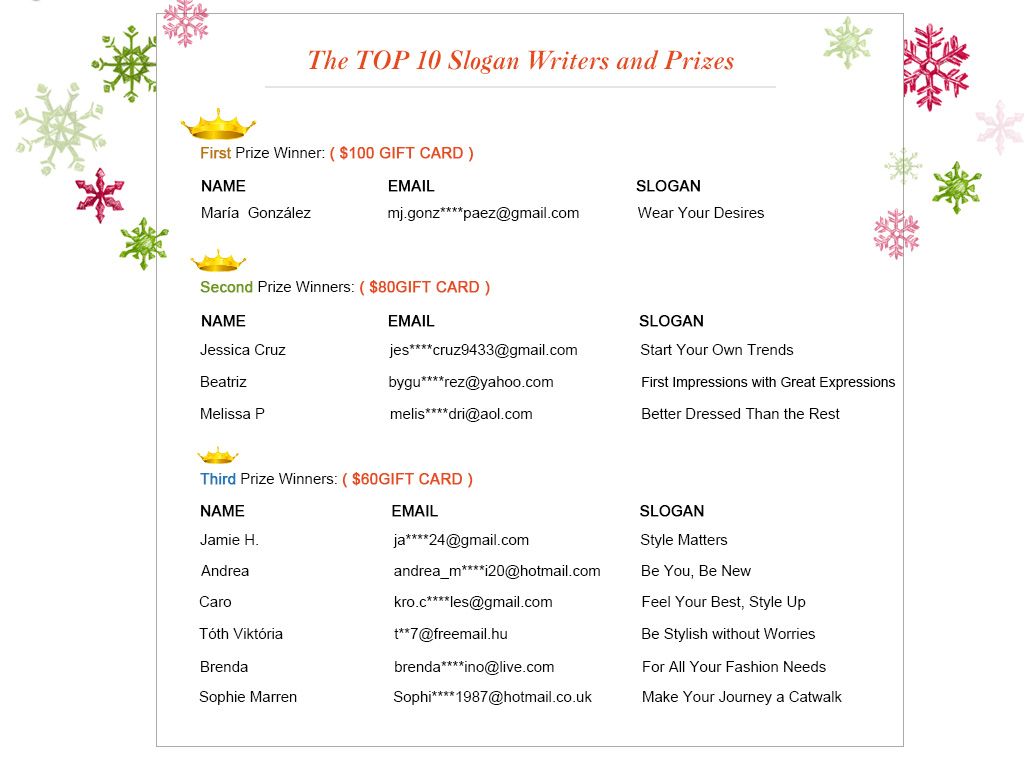 The TOP 10 Slogan Writers and Prizes
First Prize Winner: ( $100 GIFT CARD )
NAME EMAIL SLOGAN
María González mj.gonz****paez@gmail.com Wear Your Desires
Second Prize Winners: ( $80GIFT CARD )
NAME EMAIL SLOGAN
Jessica Cruz jes****cruz9433@gmail.com Start Your Own Trends
Beatriz bygu****rez@yahoo.com First Impressions with Great Expressions
Melissa P melis****dri@aol.com Better Dressed Than the Rest
Third Prize Winners: ( $60GIFT CARD )
NAME EMAIL SLOGAN
Jamie H. ja****24@gmail.com Style Matters
Andrea andrea_m****i20@hotmail.com Be You, Be New
Caro kro.c****les@gmail.com Feel Your Best, Style Up
Tóth Viktória t**7@freemail.hu Be Stylish without Worries
Brenda brenda****ino@live.com For All Your Fashion Needs
Sophie Marren Sophi****1987@hotmail.co.uk Make Your Journey a Catwalk